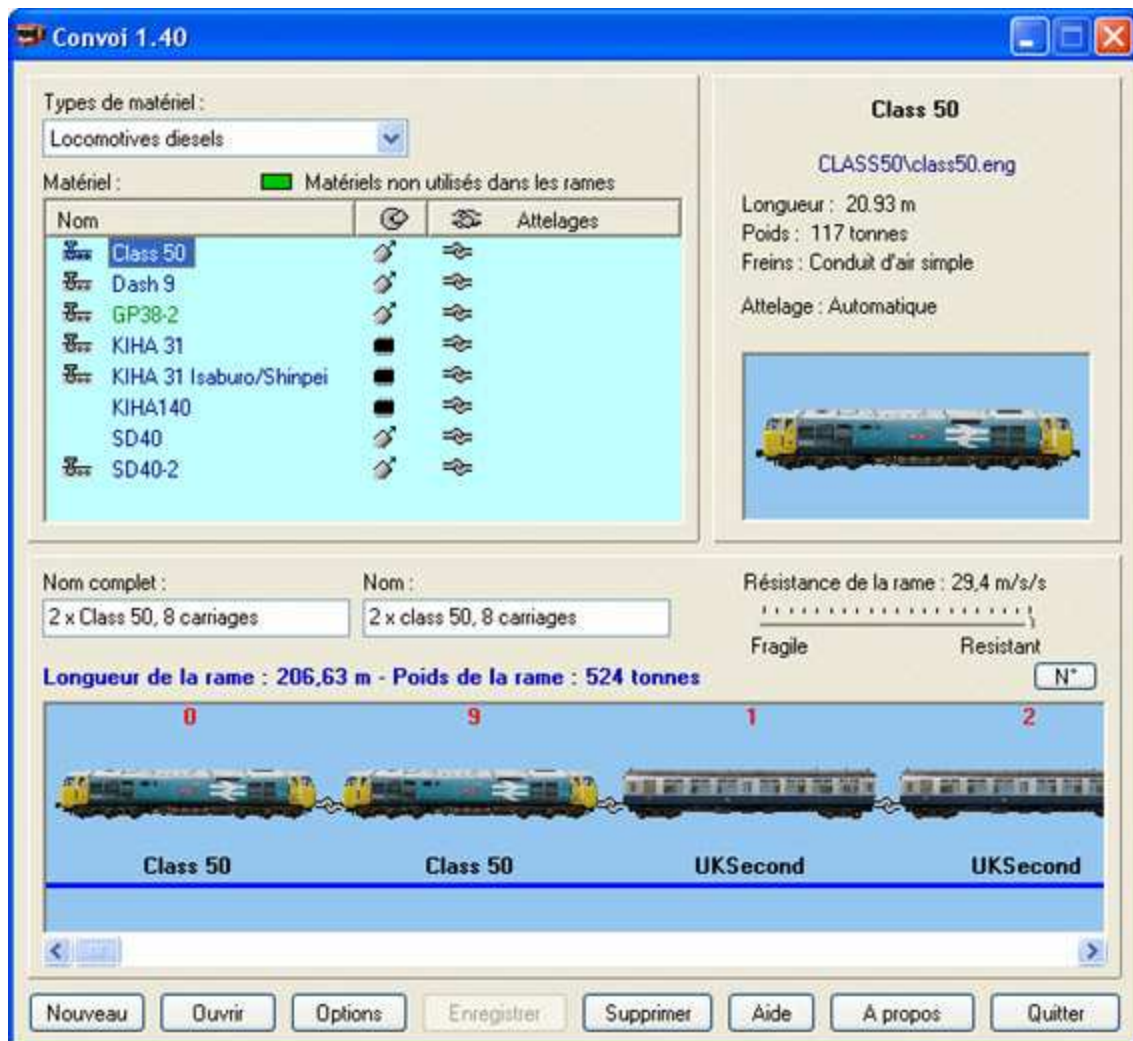 Convoi 1.40
Types de matériel :
Locomotives diesels
Matériel :
Matériels non utilisés dans les rames
Nom Attelages
Class 50
Dash 9
GP38-2
KIHA 31
KIHA 31 Isaburo/Shinpei
KIHA140
SD40
SD40-2
Class 50
CLASS50\class50.eng
Longueur : 20.93 m
Poids : 117 tonnes
Freins : Conduit d'air simple
Attelage : Automatique
Nom complet :
2 x Class 50, 8 carriages
Nom :
2 x class 50, 8 carriages
Résistance de la rame : 29,4 m/s/s
Fragile Resistant
Longueur de la rame : 206,63 m - Poids de la rame : 524 tonnes
N°
0 9 1 2
Class 50 Class 50 UKSecond UKSecond
Nouveau Ouvrir Options Enregistrer Supprimer Aide A propos Quitter